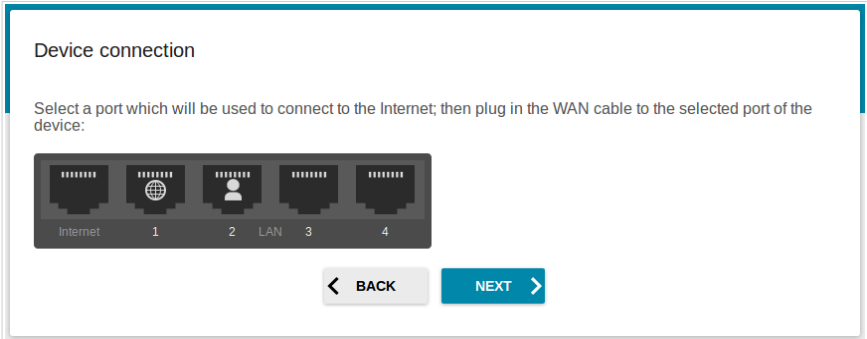 Device connection
Select a port which will be used to connect to the Internet; then plug in the WAN cable to the selected port of the
device:
Internet 1 2 LAN 3 4
BACK NEXT